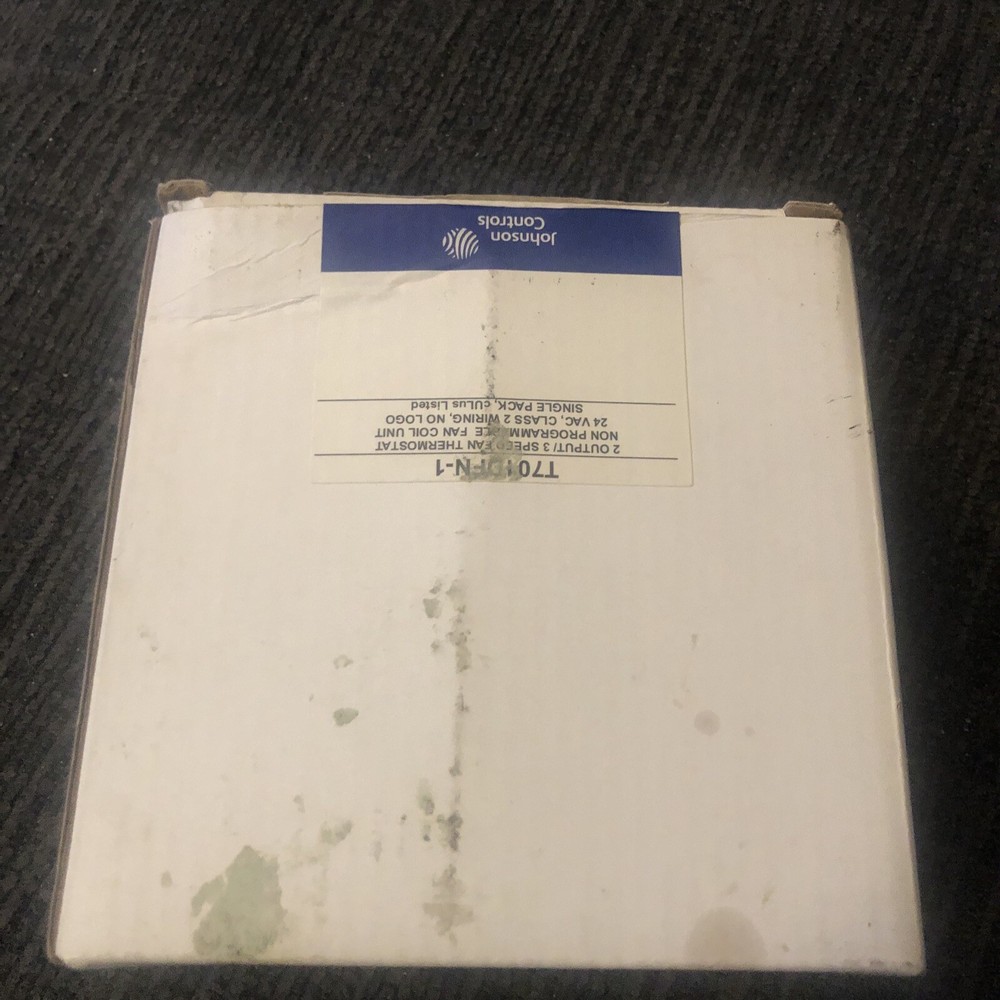 T701DFN-1
2 OUTPUT/ 3 SPEED FAN THERMOSTAT
NON PROGRAMMABLE FAN COIL UNIT
24 VAC, CLASS 2 WIRING, NO LOGO
SINGLE PACK, cULus Listed
Johnson
Controls